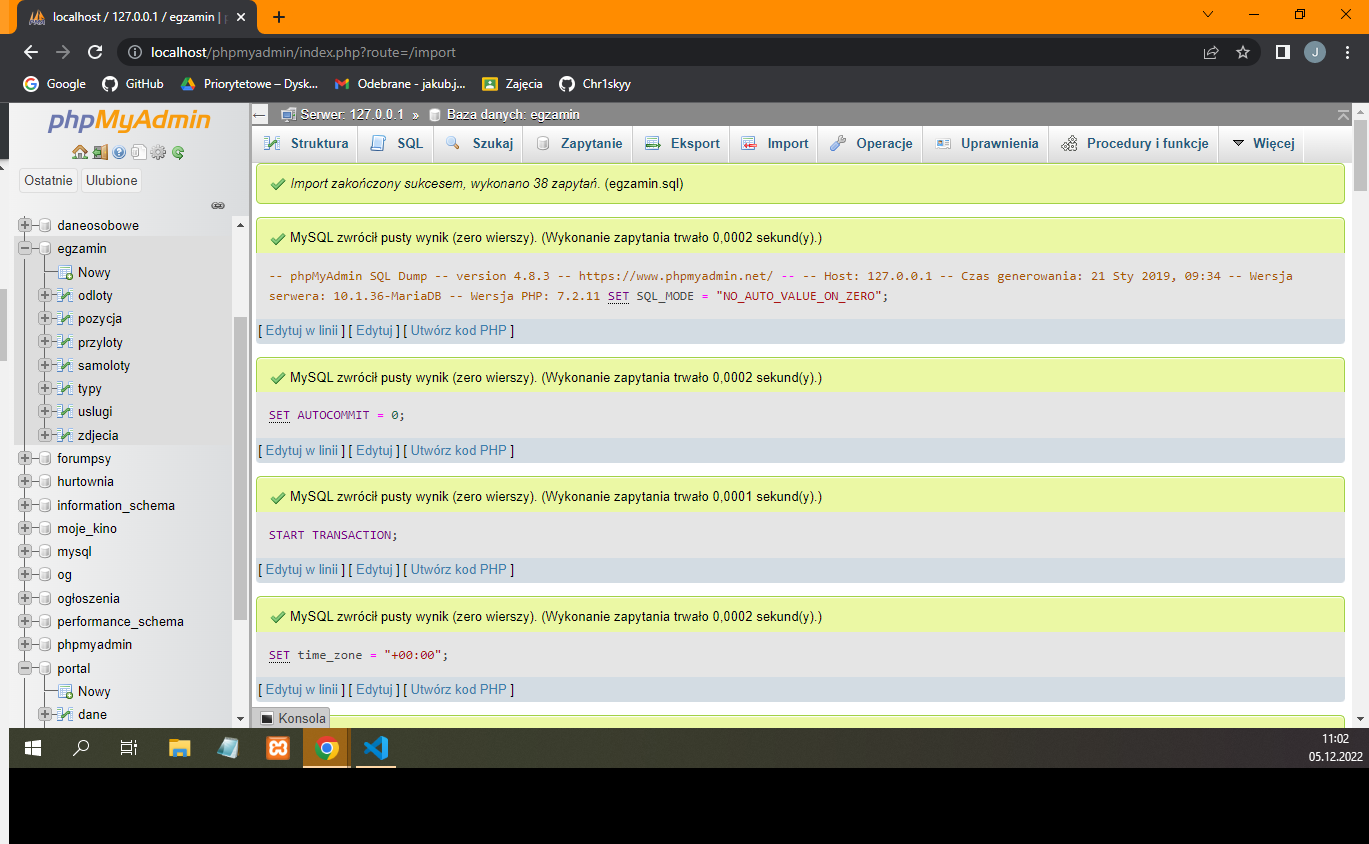 localhost / 127.0.0.1 / egzamin |
localhost/phpmyadmin/index.php?route=/import
J
Google
GitHub
Priorytetowe – Dysk...
Odebrane - jakub.j...
Zajęcia
Chr1skyy
phpMyAdmin
Ostatnie
Ulubione
daneosobowe
egzamin
Nowy
odloty
pozycja
przyloty
samoloty
typy
uslugi
zdjecia
forumpsy
hurtownia
information_schema
moje_kino
mysql
og
ogłoszenia
performance_schema
phpmyadmin
portal
Nowy
dane
Serwer: 127.0.0.1 » Baza danych: egzamin
Struktura
SQL
Szukaj
Zapytanie
Eksport
Import
Operacje
Uprawnienia
Procedury i funkcje
Więcej
Import zakończony sukcesem, wykonano 38 zapytań. (egzamin.sql)
MySQL zwrócił pusty wynik (zero wierszy). (Wykonanie zapytania trwało 0,0002 sekund(y).)
-- phpMyAdmin SQL Dump -- version 4.8.3 -- https://www.phpmyadmin.net/ -- -- Host: 127.0.0.1 -- Czas generowania: 21 Sty 2019, 09:34 -- Wersja
serwera: 10.1.36-MariaDB -- Wersja PHP: 7.2.11 SET SQL_MODE = "NO_AUTO_VALUE_ON_ZERO";
[ Edytuj w linii ] [ Edytuj ] [ Utwórz kod PHP ]
MySQL zwrócił pusty wynik (zero wierszy). (Wykonanie zapytania trwało 0,0002 sekund(y).)
SET AUTOCOMMIT = 0;
[ Edytuj w linii ] [ Edytuj ] [ Utwórz kod PHP ]
MySQL zwrócił pusty wynik (zero wierszy). (Wykonanie zapytania trwało 0,0001 sekund(y).)
START TRANSACTION;
[ Edytuj w linii ] [ Edytuj ] [ Utwórz kod PHP ]
MySQL zwrócił pusty wynik (zero wierszy). (Wykonanie zapytania trwało 0,0002 sekund(y).)
SET time_zone = "+00:00";
[ Edytuj w linii ] [ Edytuj ] [ Utwórz kod PHP ]
Konsola
11:02
05.12.2022